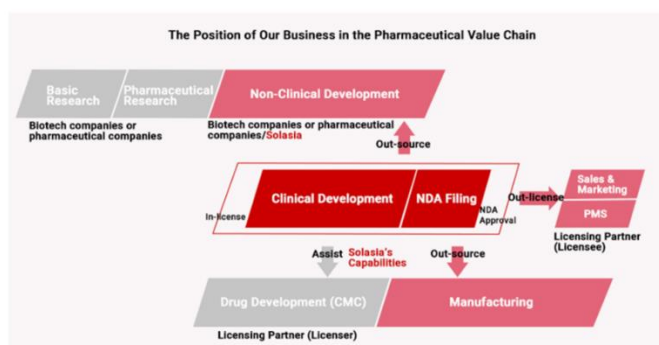 The Position of Our Business in the Pharmaceutical Value Chain
Basic
Research
Pharmaceutical
Research
Non-Clinical Development
Biotech companies or
pharmaceutical companies
Biotech companies or pharmaceutical
companies/Solasia
Out-source
In-license
Clinical Development
NDA Filing
NDA
Approval
Out-license
Sales &
Marketing
PMS
Licensing Partner
(Licensee)
Assist
Solasia's
Capabilities
Out-source
Drug Development (CMC)
Manufacturing
Licensing Partner (Licenser)